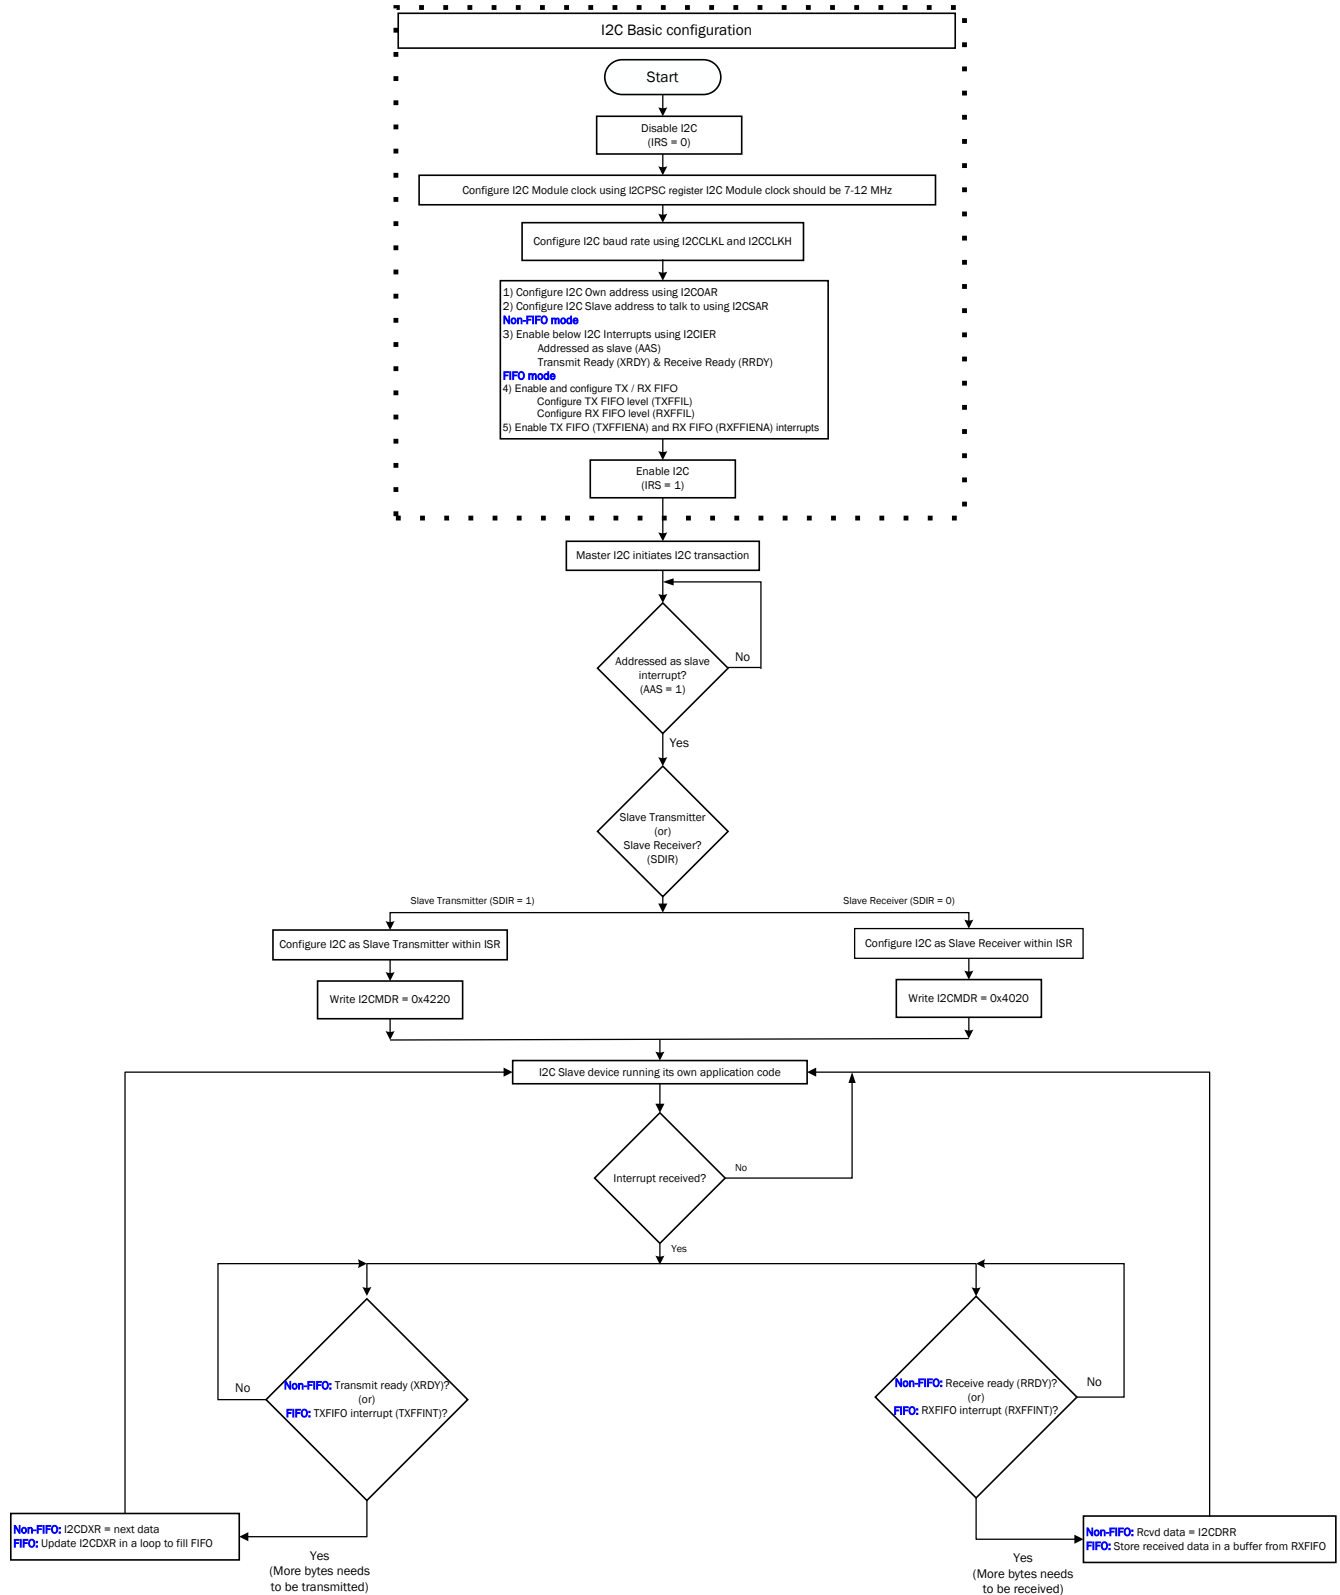 I2C Basic configuration
Start
Disable I2C
(IRS = 0)
Configure I2C Module clock using I2CPSC register I2C Module clock should be 7-12 MHz
Configure I2C baud rate using I2CCLKL and I2CCLKH
1) Configure I2C Own address using I2COAR
2) Configure I2C Slave address to talk to using I2CSAR
Non-FIFO mode
3) Enable below I2C Interrupts using I2CIER
Addressed as slave (AAS)
Transmit Ready (XRDY) & Receive Ready (RRDY)
FIFO mode
4) Enable and configure TX / RX FIFO
Configure TX FIFO level (TXFFIL)
Configure RX FIFO level (RXFFIL)
5) Enable TX FIFO (TXFFIENA) and RX FIFO (RXFFIENA) interrupts
Enable I2C
(IRS = 1)
Master I2C initiates I2C transaction
Addressed as slave
interrupt?
(AAS = 1)
No
Yes
Slave Transmitter
(or)
Slave Receiver?
(SDIR)
Slave Transmitter (SDIR = 1)
Slave Receiver (SDIR = 0)
Configure I2C as Slave Transmitter within ISR
Configure I2C as Slave Receiver within ISR
Write I2CMDR = 0x4220
Write I2CMDR = 0x4020
I2C Slave device running its own application code
Interrupt received?
No
Yes
No
Non-FIFO: Transmit ready (XRDY)?
(or)
FIFO: TXFIFO interrupt (TXFFINT)?
Non-FIFO: Receive ready (RRDY)?
(or)
FIFO: RXFIFO interrupt (RXFFINT)?
No
Non-FIFO: I2CDXR = next data
FIFO: Update I2CDXR in a loop to fill FIFO
Yes
(More bytes needs
to be transmitted)
Yes
(More bytes needs
to be received)
Non-FIFO: Rcvd data = I2CDRR
FIFO: Store received data in a buffer from RXFIFO